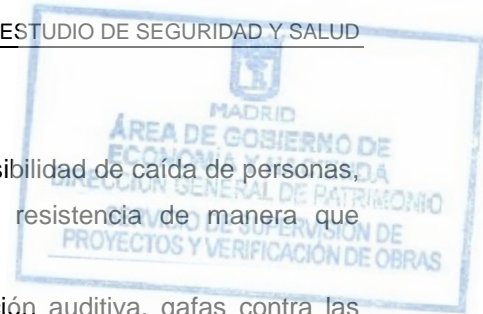 ESTUDIO DE SEGURIDAD Y SALUD
MADRID
ÁREA DE GOBIERNO DE
ECONOMÍA Y HACIENDA
DIRECCIÓN GENERAL DE PATRIMONIO
SERVICIO DE SUPERVISIÓN DE
PROYECTOS Y VERIFICACIÓN DE OBRAS
sibilidad de caída de personas,
resistencia de manera que
ción auditiva, gafas contra las